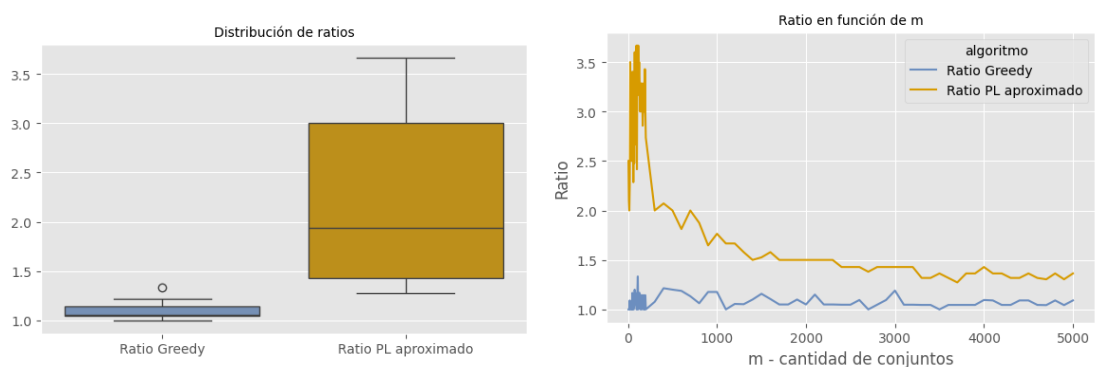 Distribución de ratios
3.5
3.0
2.5
2.0
1.5
1.0
Ratio Greedy
Ratio PL aproximado
Ratio en función de m
Ratio
3.5
3.0
2.5
2.0
1.5
1.0
algoritmo
Ratio Greedy
Ratio PL aproximado
0 1000 2000 3000 4000 5000
m - cantidad de conjuntos